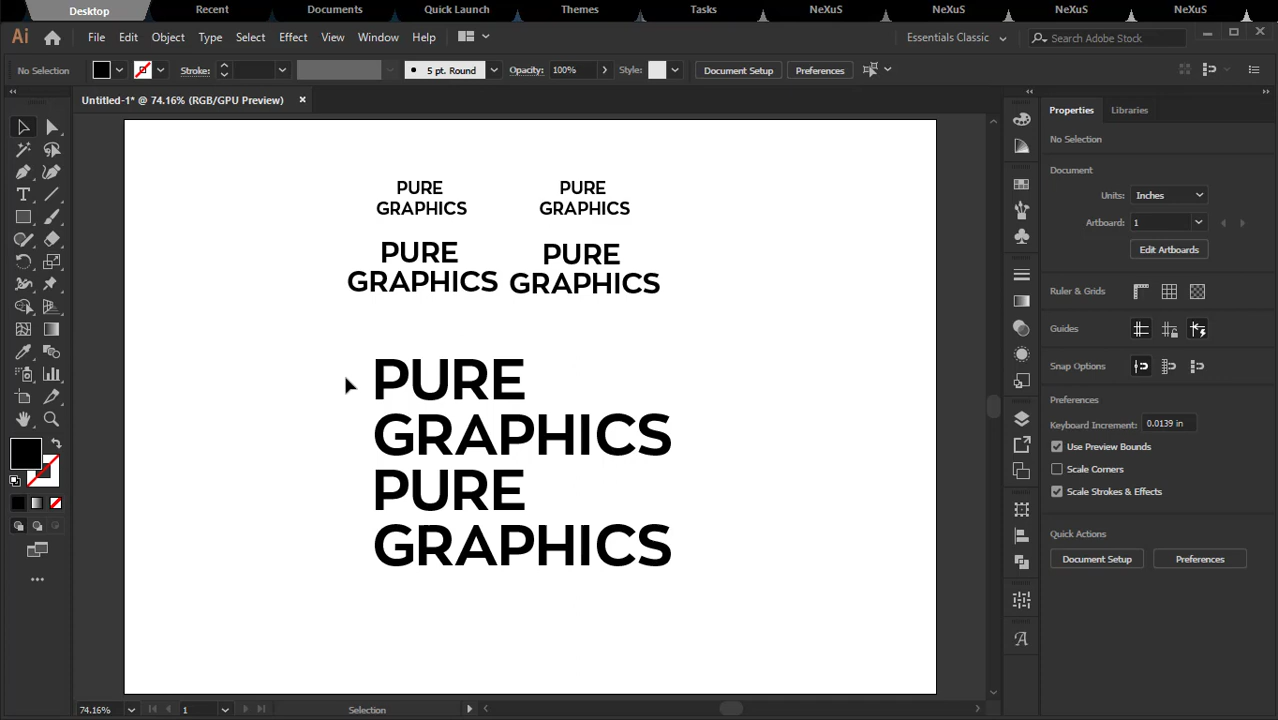 Desktop Recent Documents Quick Launch Themes Tasks NeXuS NeXuS NeXuS NeXuS
Ai File Edit Object Type Select Effect View Window Help Essentials Classic Search Adobe Stock
No Selection Stroke: 5 pt. Round Opacity: 100% Style: Document Setup Preferences
Untitled-1* @ 74.16% (RGB/GPU Preview) ×
PURE PURE
GRAPHICS GRAPHICS
PURE PURE
GRAPHICS GRAPHICS
PURE
GRAPHICS
PURE
GRAPHICS
Properties Libraries
No Selection
Document
Units: Inches
Artboard: 1
Edit Artboards
Ruler & Grids
Guides
Snap Options
Preferences
Keyboard Increment: 0.0139 in
Use Preview Bounds
Scale Corners
Scale Strokes & Effects
Quick Actions
Document Setup Preferences
74.16% 1 Selection